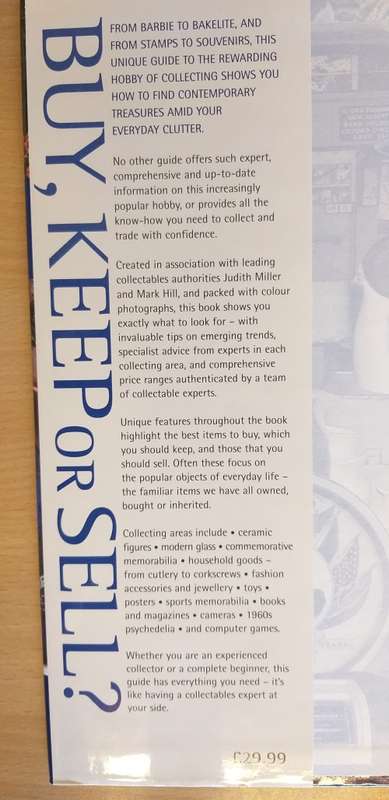 BUY, KEEP OR SELL?
FROM BARBIE TO BAKELITE, AND
FROM STAMPS TO SOUVENIRS, THIS
UNIQUE GUIDE TO THE REWARDING
HOBBY OF COLLECTING SHOWS YOU
HOW TO FIND CONTEMPORARY
TREASURES AMID YOUR
EVERYDAY CLUTTER.
No other guide offers such expert,
comprehensive and up-to-date
information on this increasingly
popular hobby, or provides all the
know-how you need to collect and
trade with confidence.
Created in association with leading
collectables authorities Judith Miller
and Mark Hill, and packed with colour
photographs, this book shows you
exactly what to look for – with
invaluable tips on emerging trends,
specialist advice from experts in each
collecting area, and comprehensive
price ranges authenticated by a team
of collectable experts.
Unique features throughout the book
highlight the best items to buy, which
you should keep, and those that you
should sell. Often these focus on
the popular objects of everyday life –
the familiar items we have all owned,
bought or inherited.
Collecting areas include • ceramic
figures • modern glass • commemorative
memorabilia • household goods –
from cutlery to corkscrews • fashion
accessories and jewellery • toys •
posters • sports memorabilia • books
and magazines • cameras • 1960s
psychedelia • and computer games.
Whether you are an experienced
collector or a complete beginner, this
guide has everything you need – it's
like having a collectables expert at
your side.
£29.99